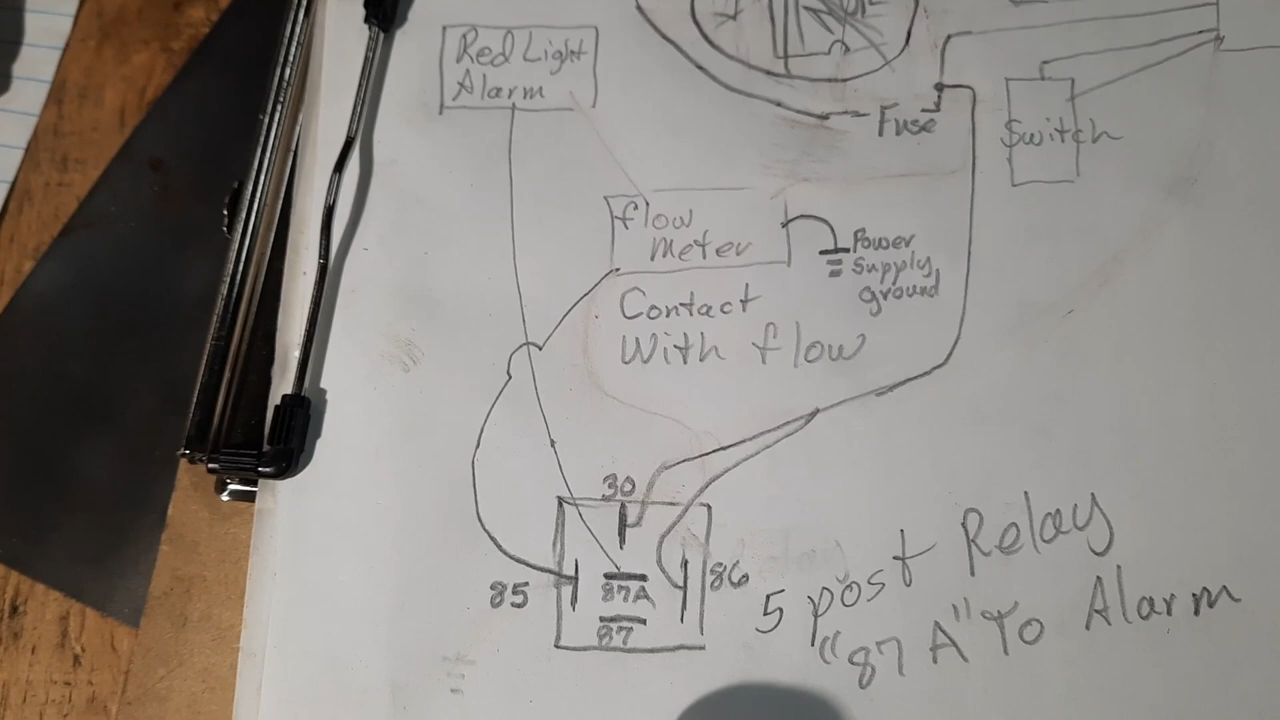 Red Light
Alarm
Fuse
Switch
flow
meter
Power
Supply
ground
Contact
With flow
30
85
87A
86
87
5 post Relay
"87 A" To Alarm